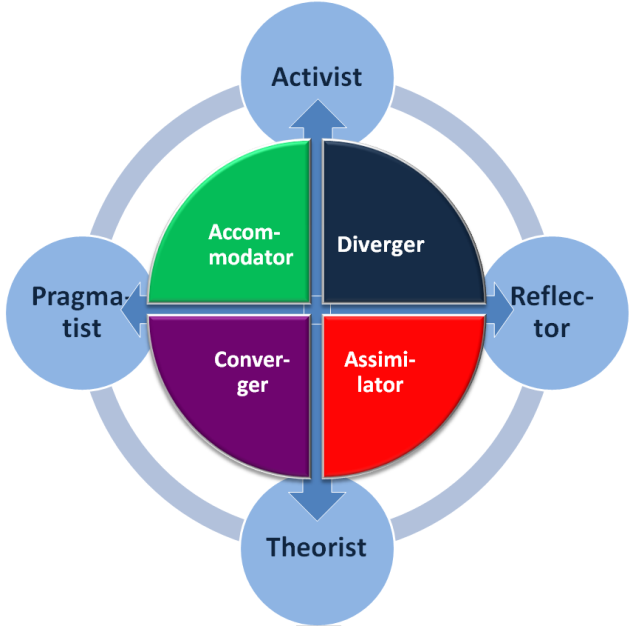 Activist
Accom-
modator
Diverger
Pragma-
tist
Reflec-
tor
Conver-
ger
Assimi-
lator
Theorist